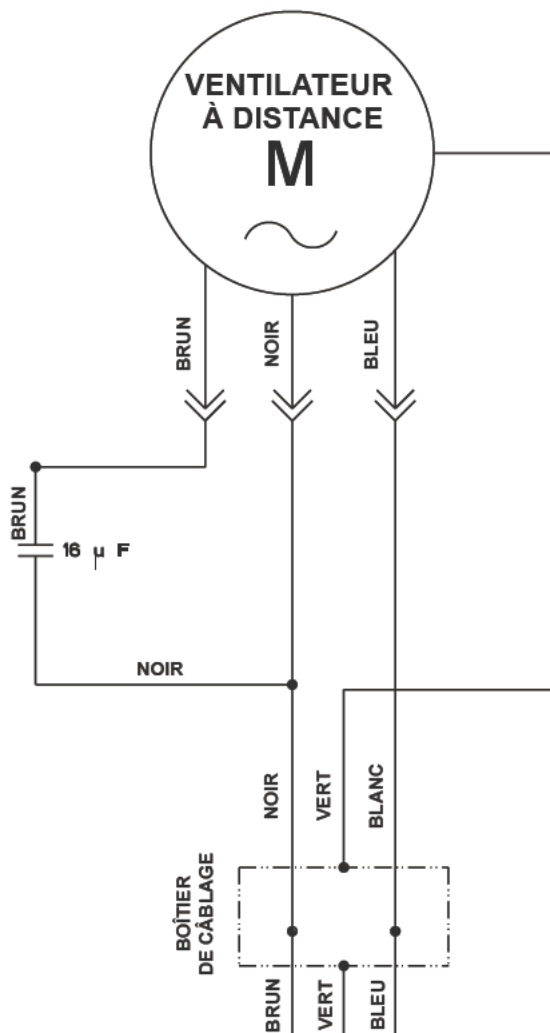 VENTILATEUR
À DISTANCE
M
BRUN
NOIR
BLEU
BRUN
16 µ F
NOIR
NOIR
VERT
BLANC
BOÎTIER
DE CÂBLAGE
BRUN
VERT
BLEU